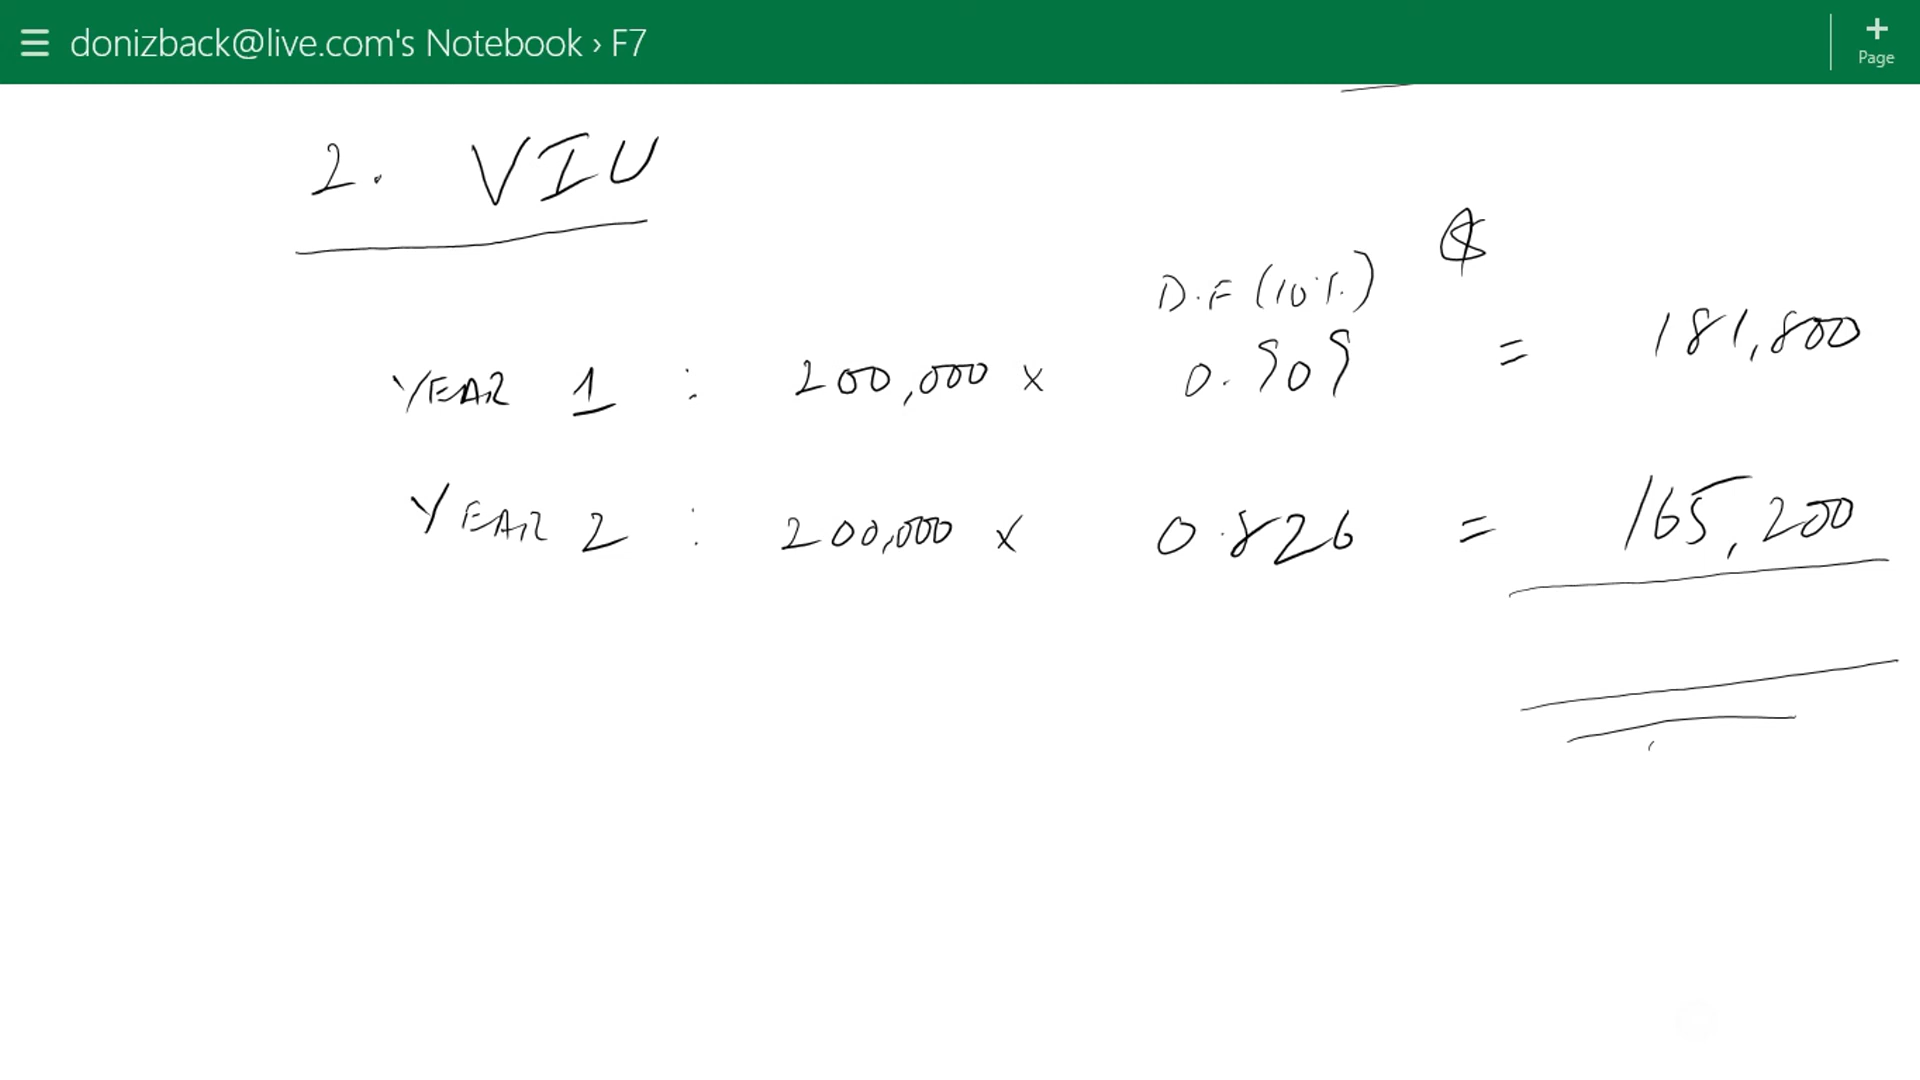 donizback@live.com's Notebook › F7
+
Page
2. VIU
$
D.F (10%)
YEAR 1 : 200,000 x 0.909 = 181,800
YEAR 2 : 200,000 x 0.826 = 165,200